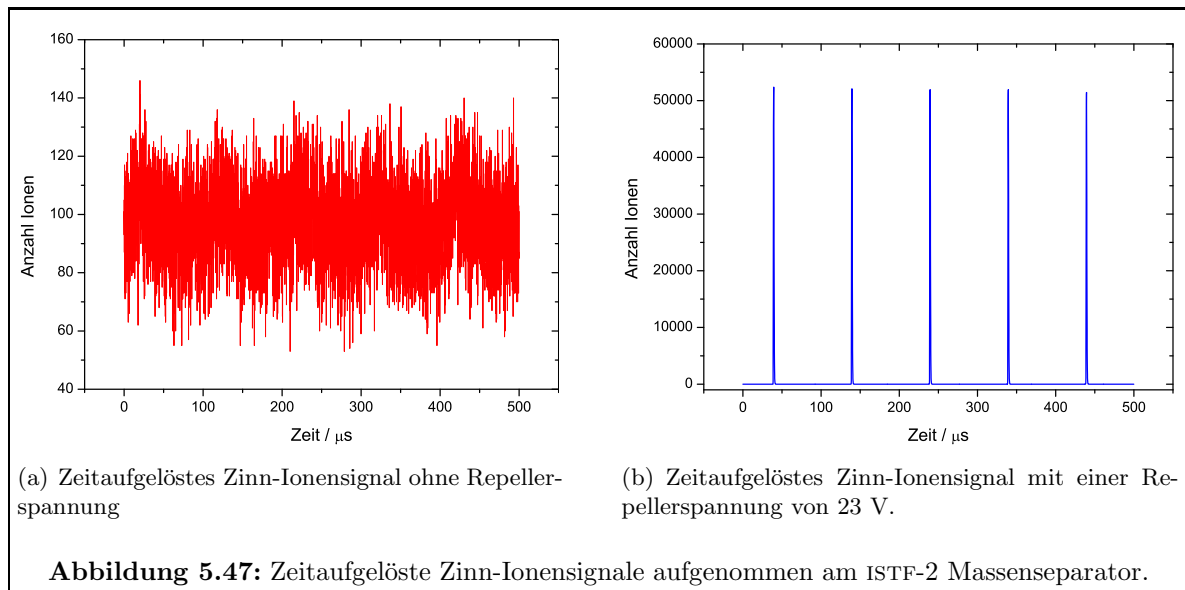 160
140
120
100
80
60
40
Anzahl Ionen
0 100 200 300 400 500
Zeit / μs
60000
50000
40000
30000
20000
10000
0
Anzahl Ionen
0 100 200 300 400 500
Zeit / μs
(a) Zeitaufgelöstes Zinn-Ionensignal ohne Repeller-
spannung
(b) Zeitaufgelöstes Zinn-Ionensignal mit einer Re-
pellerspannung von 23 V.
Abbildung 5.47: Zeitaufgelöste Zinn-Ionensignale aufgenommen am ISTF-2 Massenseparator.